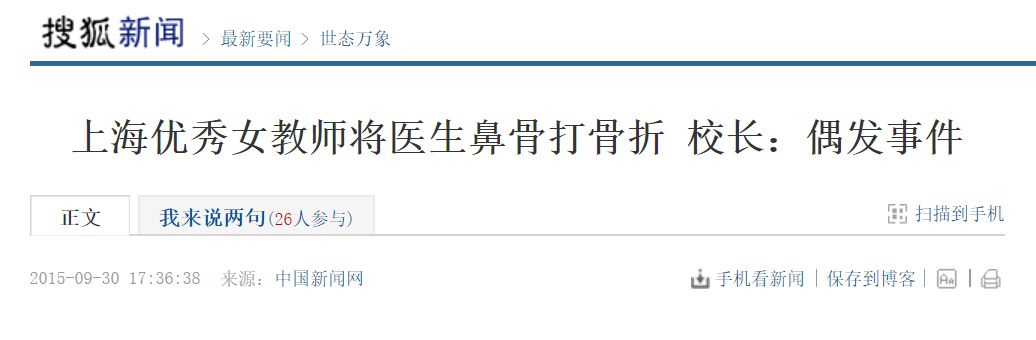 搜狐新闻 > 最新要闻 > 世态万象
上海优秀女教师将医生鼻骨打骨折 校长：偶发事件
正文 我来说两句(26人参与) 扫描到手机
2015-09-30 17:36:38 来源：中国新闻网 手机看新闻 | 保存到博客 | Aa |